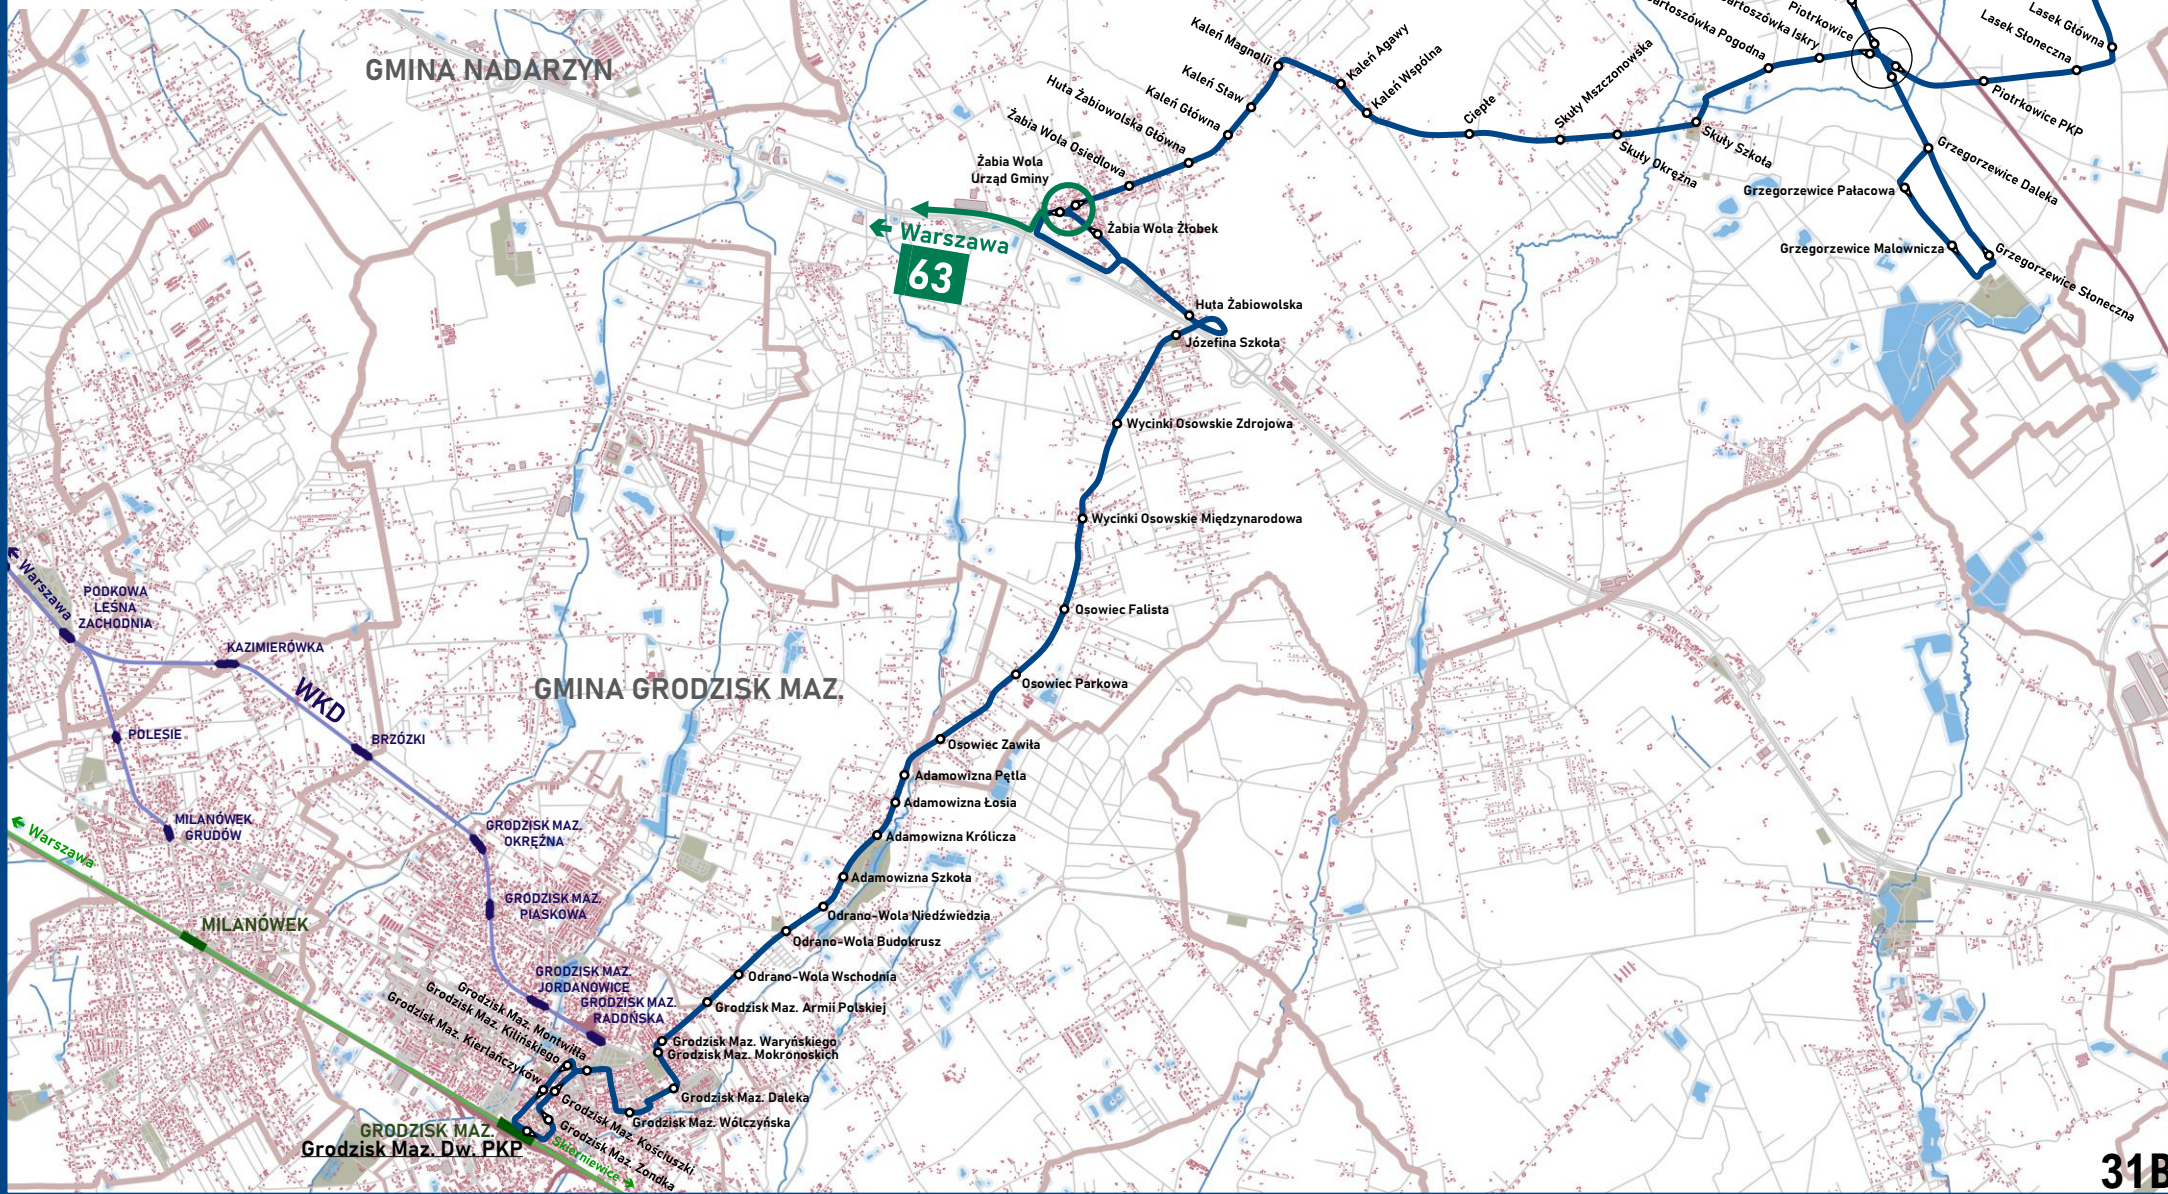 GMINA NADARZYN
Kaleń Magnolii
Kaleń Agawy
Kaleń Wspólna
Kaleń Staw
Kaleń Główna
Huta Żabiowolska Główna
Żabia Wola Osiedlowa
Żabia Wola
Urząd Gminy
Ciepłe
Skuły Mszczonowska
Skuły Okrężna
Skuły Szkoła
Piotrkowice
Lasek Główna
Lasek Słoneczna
Piotrkowice PKP
Grzegorzewice Daleka
Grzegorzewice Pałacowa
Grzegorzewice Malownicza
Grzegorzewice Słoneczna
← Warszawa
63
Żabia Wola Żłobek
Huta Żabiowolska
Józefina Szkoła
Wycinki Osowskie Zdrojowa
Wycinki Osowskie Międzynarodowa
Osowiec Falista
Osowiec Parkowa
Osowiec Zawiła
Adamowizna Pętla
Adamowizna Łosia
Adamowizna Królicza
Adamowizna Szkoła
Odrano-Wola Niedźwiedzia
Odrano-Wola Budokrusz
Odrano-Wola Wschodnia
Grodzisk Maz. Armii Polskiej
Grodzisk Maz. Waryńskiego
Grodzisk Maz. Mokronoskich
Grodzisk Maz. Daleka
Grodzisk Maz. Wólczyńska
← Warszawa
PODKOWA
LEŚNA
ZACHODNIA
KAZIMIERÓWKA
WKD
GMINA GRODZISK MAZ.
POLESIE
BRZÓZKI
MILANÓWEK
GRUDÓW
GRODZISK MAZ.
OKRĘŻNA
← Warszawa
GRODZISK MAZ.
PIASKOWA
MILANÓWEK
GRODZISK MAZ.
JORDANOWICE
GRODZISK MAZ.
RADOŃSKA
Grodzisk Maz. Montwiłła
Grodzisk Maz. Kilińskiego
Grodzisk Maz. Kierlańczyków
Grodzisk Maz. Kościuszki
Grodzisk Maz. Żondka
GRODZISK MAZ.
Grodzisk Maz. Dw. PKP
Skierniewice →